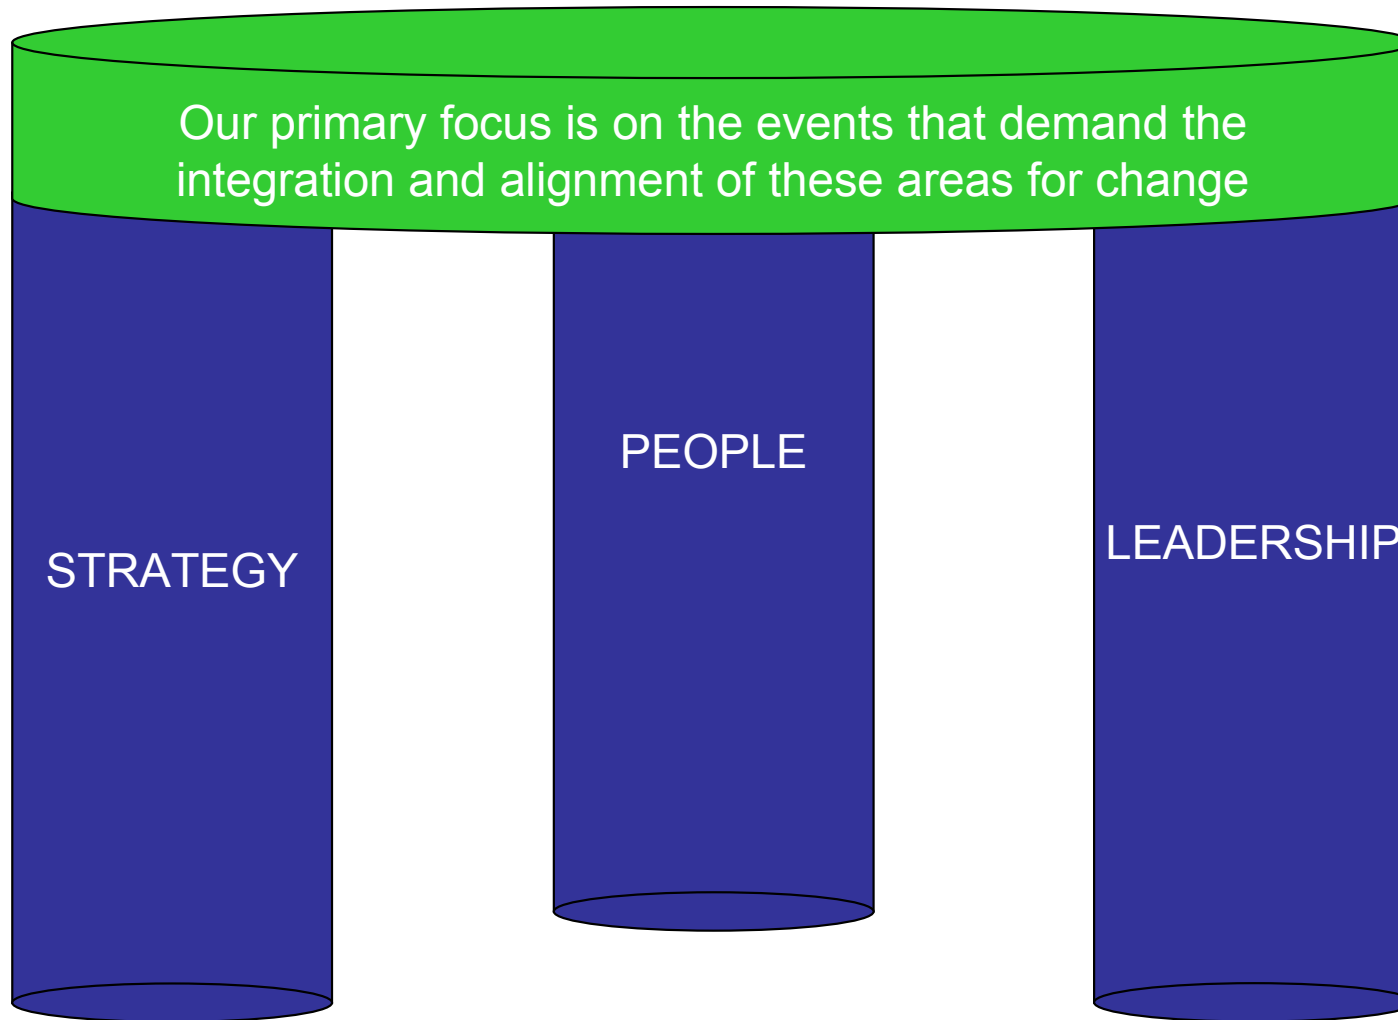 Our primary focus is on the events that demand the
integration and alignment of these areas for change
PEOPLE
STRATEGY
LEADERSHIP